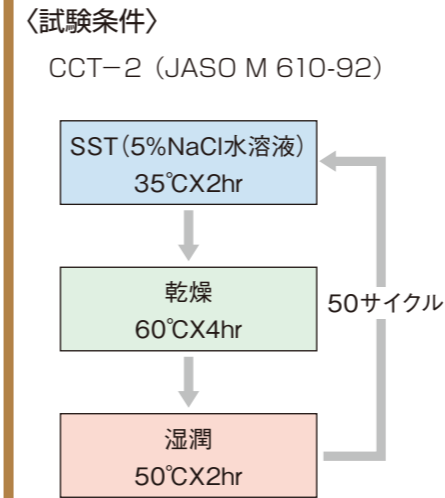 〈試験条件〉
CCT−2（JASO M 610-92）
SST（5%NaCl水溶液）
35℃X2hr
乾燥
60℃X4hr
50サイクル
湿潤
50℃X2hr